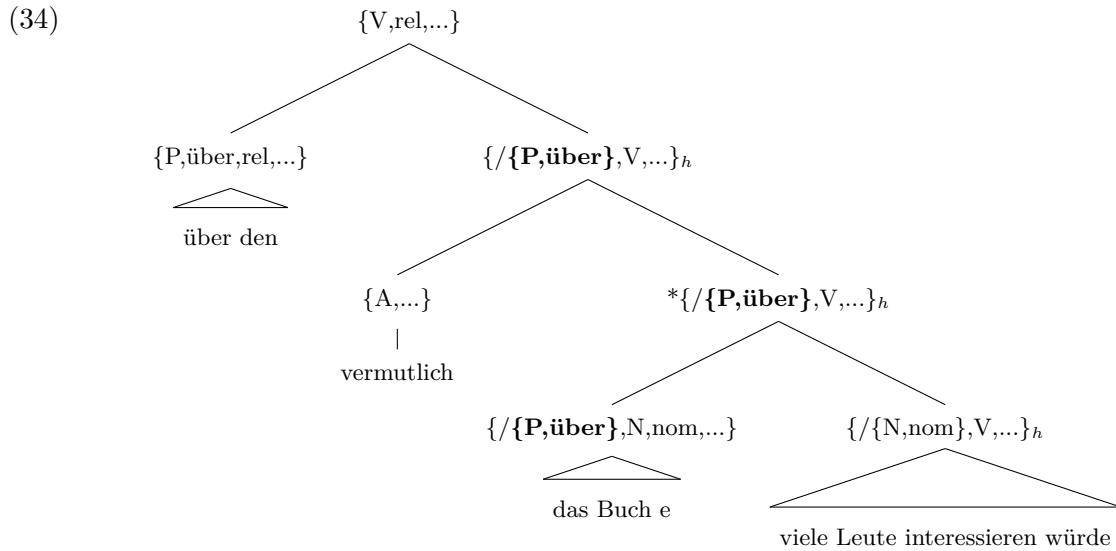 (34)
{V,rel,...}
{P,über,rel,...} {/{P,über},V,...}h
über den
{A,...} *{/{P,über},V,...}h
vermutlich
{/{P,über},N,nom,...} {/{N,nom},V,...}h
das Buch e
viele Leute interessieren würde